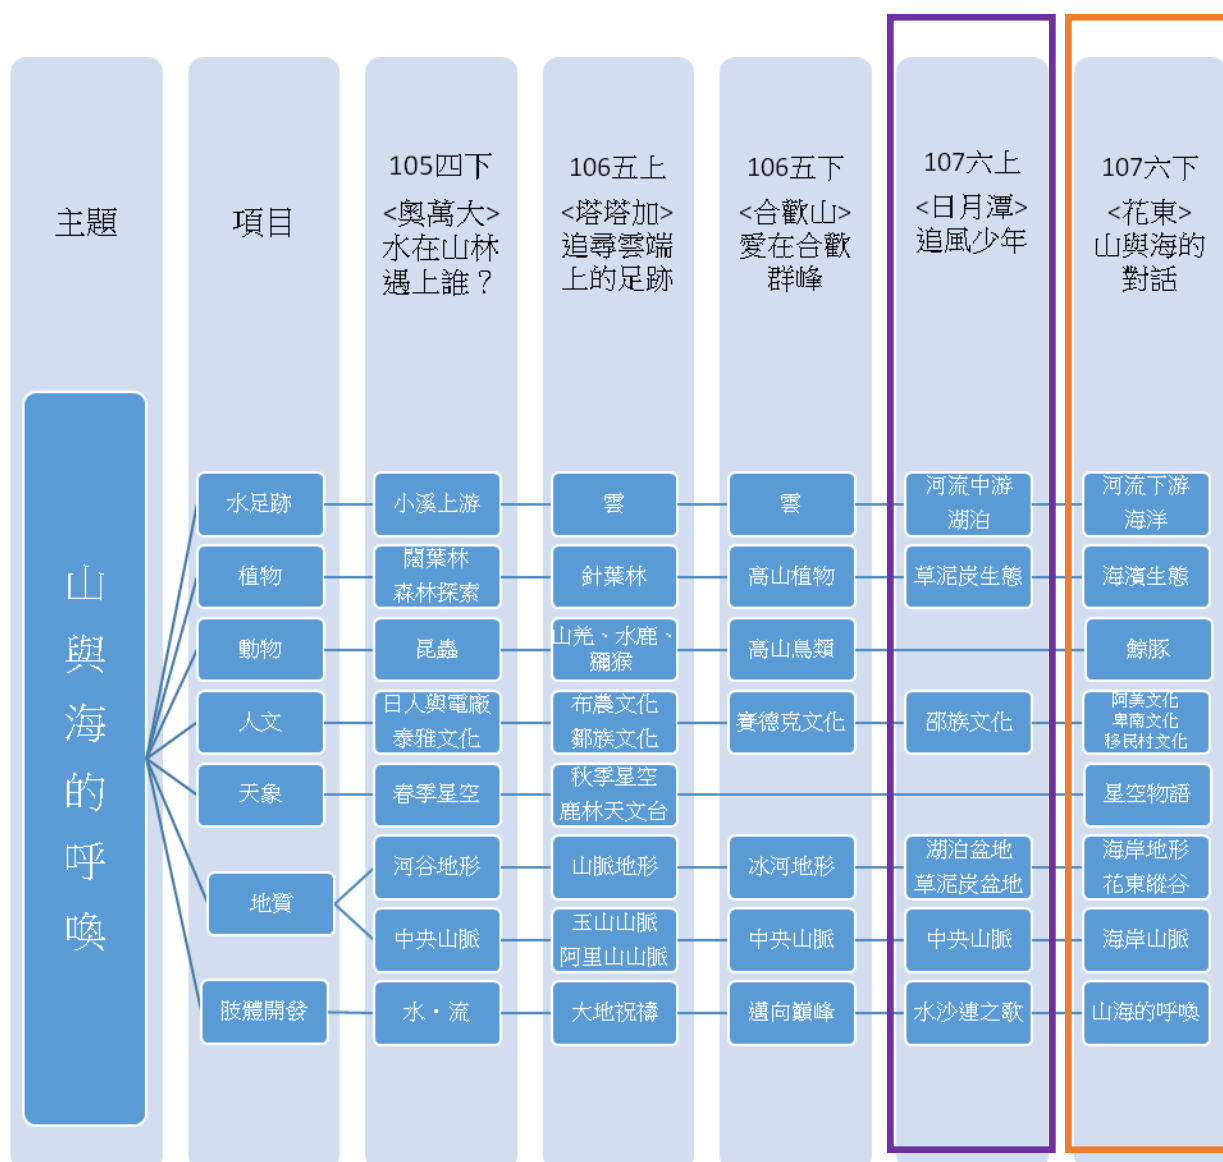 主題
項目
105四下
<奧萬大>
水在山林
遇上誰？
106五上
<塔塔加>
追尋雲端
上的足跡
106五下
<合歡山>
愛在合歡
群峰
107六上
<日月潭>
追風少年
107六下
<花東>
山與海的
對話
山
與
海
的
呼
喚
水足跡
小溪上游
雲
雲
河流中游
湖泊
河流下游
海洋
植物
闊葉林
森林探索
針葉林
高山植物
草泥炭生態
海濱生態
動物
昆蟲
山羌、水鹿、
獼猴
高山鳥類
鯨豚
人文
日人與電廠
泰雅文化
布農文化
鄒族文化
賽德克文化
邵族文化
阿美文化
卑南文化
移民村文化
天象
春季星空
秋季星空
鹿林天文台
星空物語
地質
河谷地形
山脈地形
冰河地形
湖泊盆地
草泥炭盆地
海岸地形
花東縱谷
中央山脈
玉山山脈
阿里山山脈
中央山脈
中央山脈
海岸山脈
肢體開發
水·流
大地祝禱
邁向巔峰
水沙連之歌
山海的呼喚